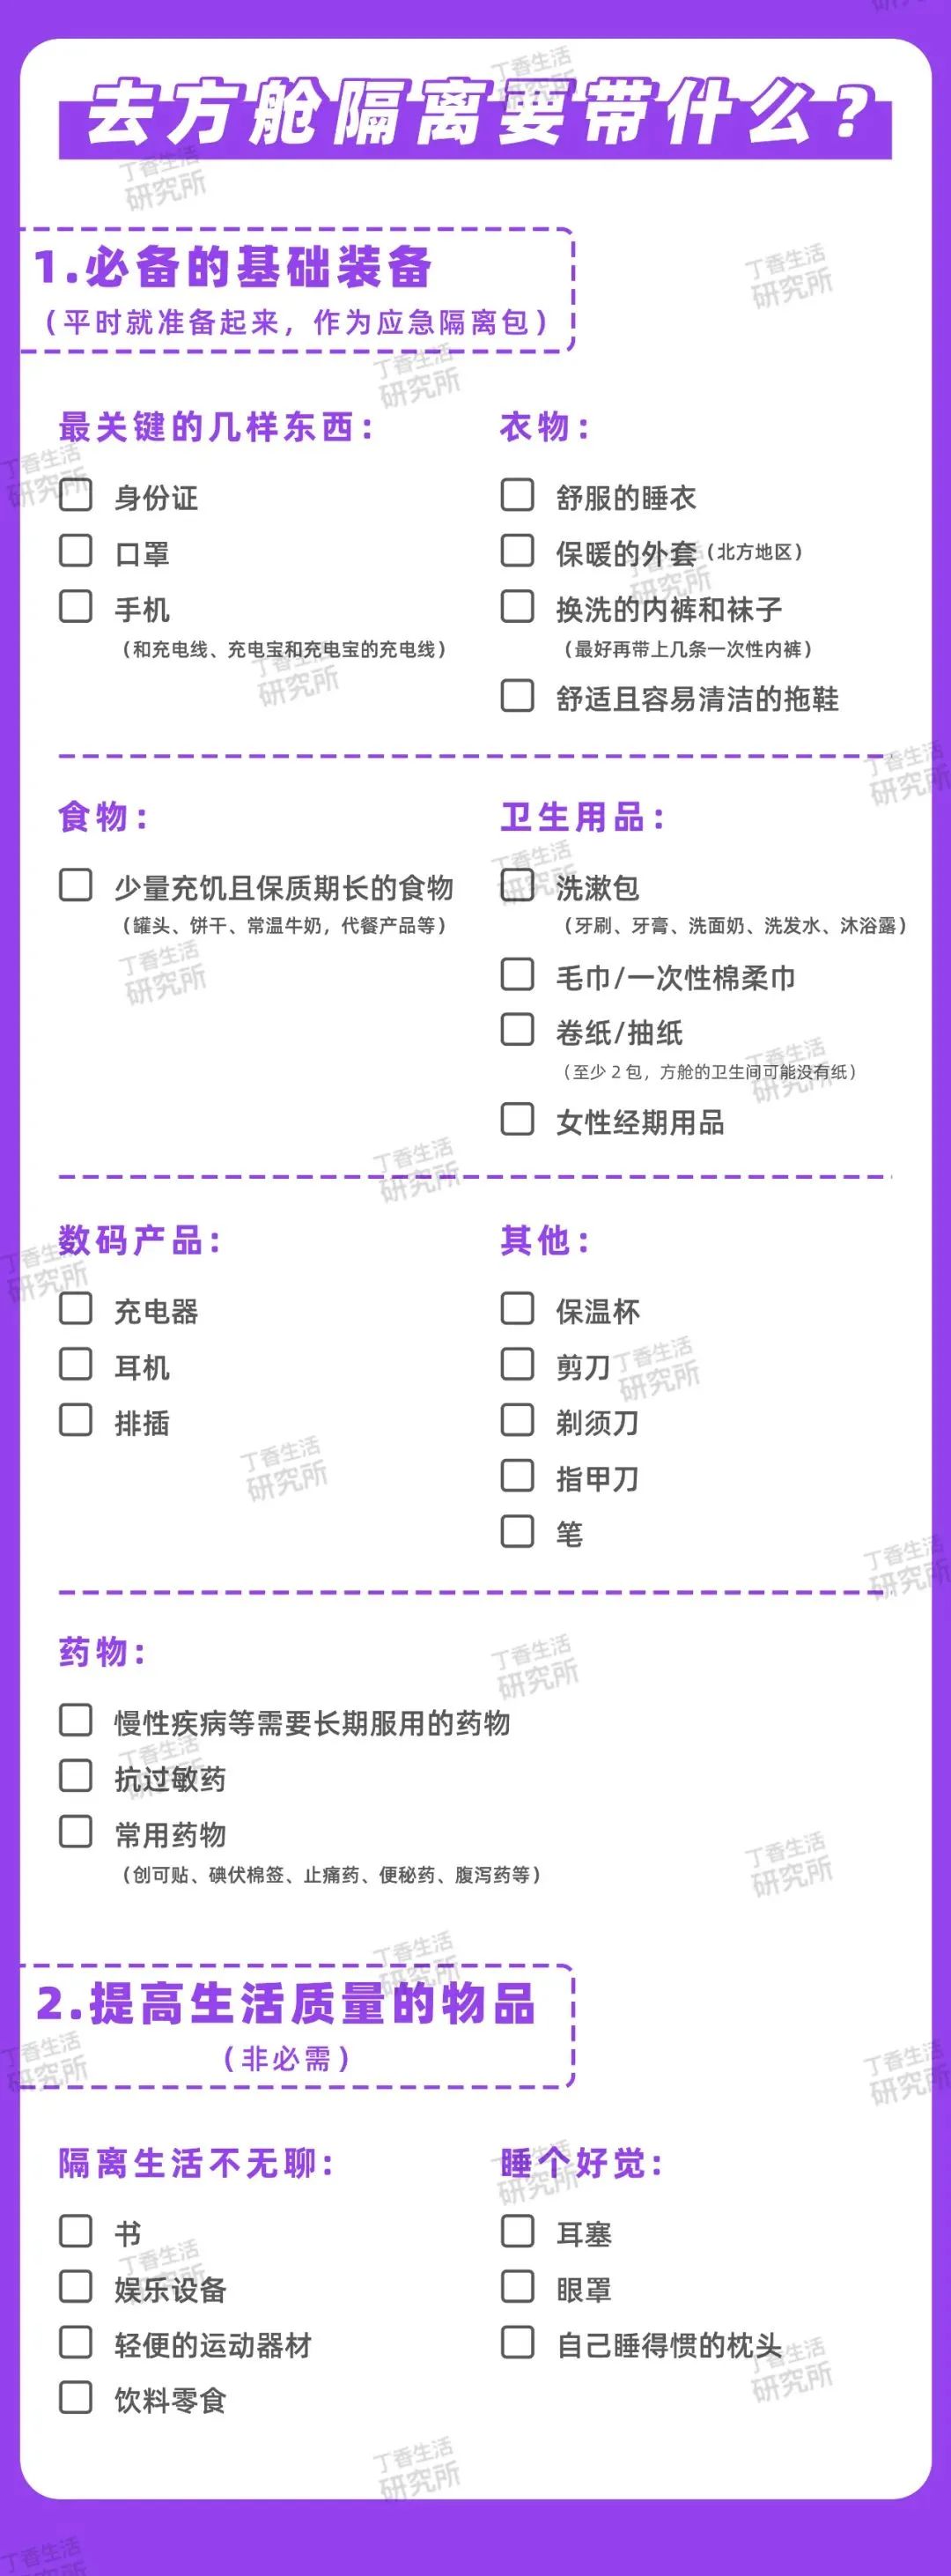 去方舱隔离要带什么?
1.必备的基础装备
(平时就准备起来，作为应急隔离包)
最关键的几样东西:
身份证
口罩
手机
(和充电线、充电宝和充电宝的充电线)
衣物:
舒服的睡衣
保暖的外套(北方地区)
换洗的内裤和袜子
(最好再带上几条一次性内裤)
舒适且容易清洁的拖鞋
食物:
少量充饥且保质期长的食物
(罐头、饼干、常温牛奶，代餐产品等)
卫生用品:
洗漱包
(牙刷、牙膏、洗面奶、洗发水、沐浴露)
毛巾/一次性棉柔巾
卷纸/抽纸
(至少 2 包，方舱的卫生间可能没有纸)
女性经期用品
数码产品:
充电器
耳机
排插
其他:
保温杯
剪刀
剃须刀
指甲刀
笔
药物:
慢性疾病等需要长期服用的药物
抗过敏药
常用药物
(创可贴、碘伏棉签、止痛药、便秘药、腹泻药等)
2.提高生活质量的物品
(非必需)
隔离生活不无聊:
书
娱乐设备
轻便的运动器材
饮料零食
睡个好觉:
耳塞
眼罩
自己睡得惯的枕头
丁香生活
研究所